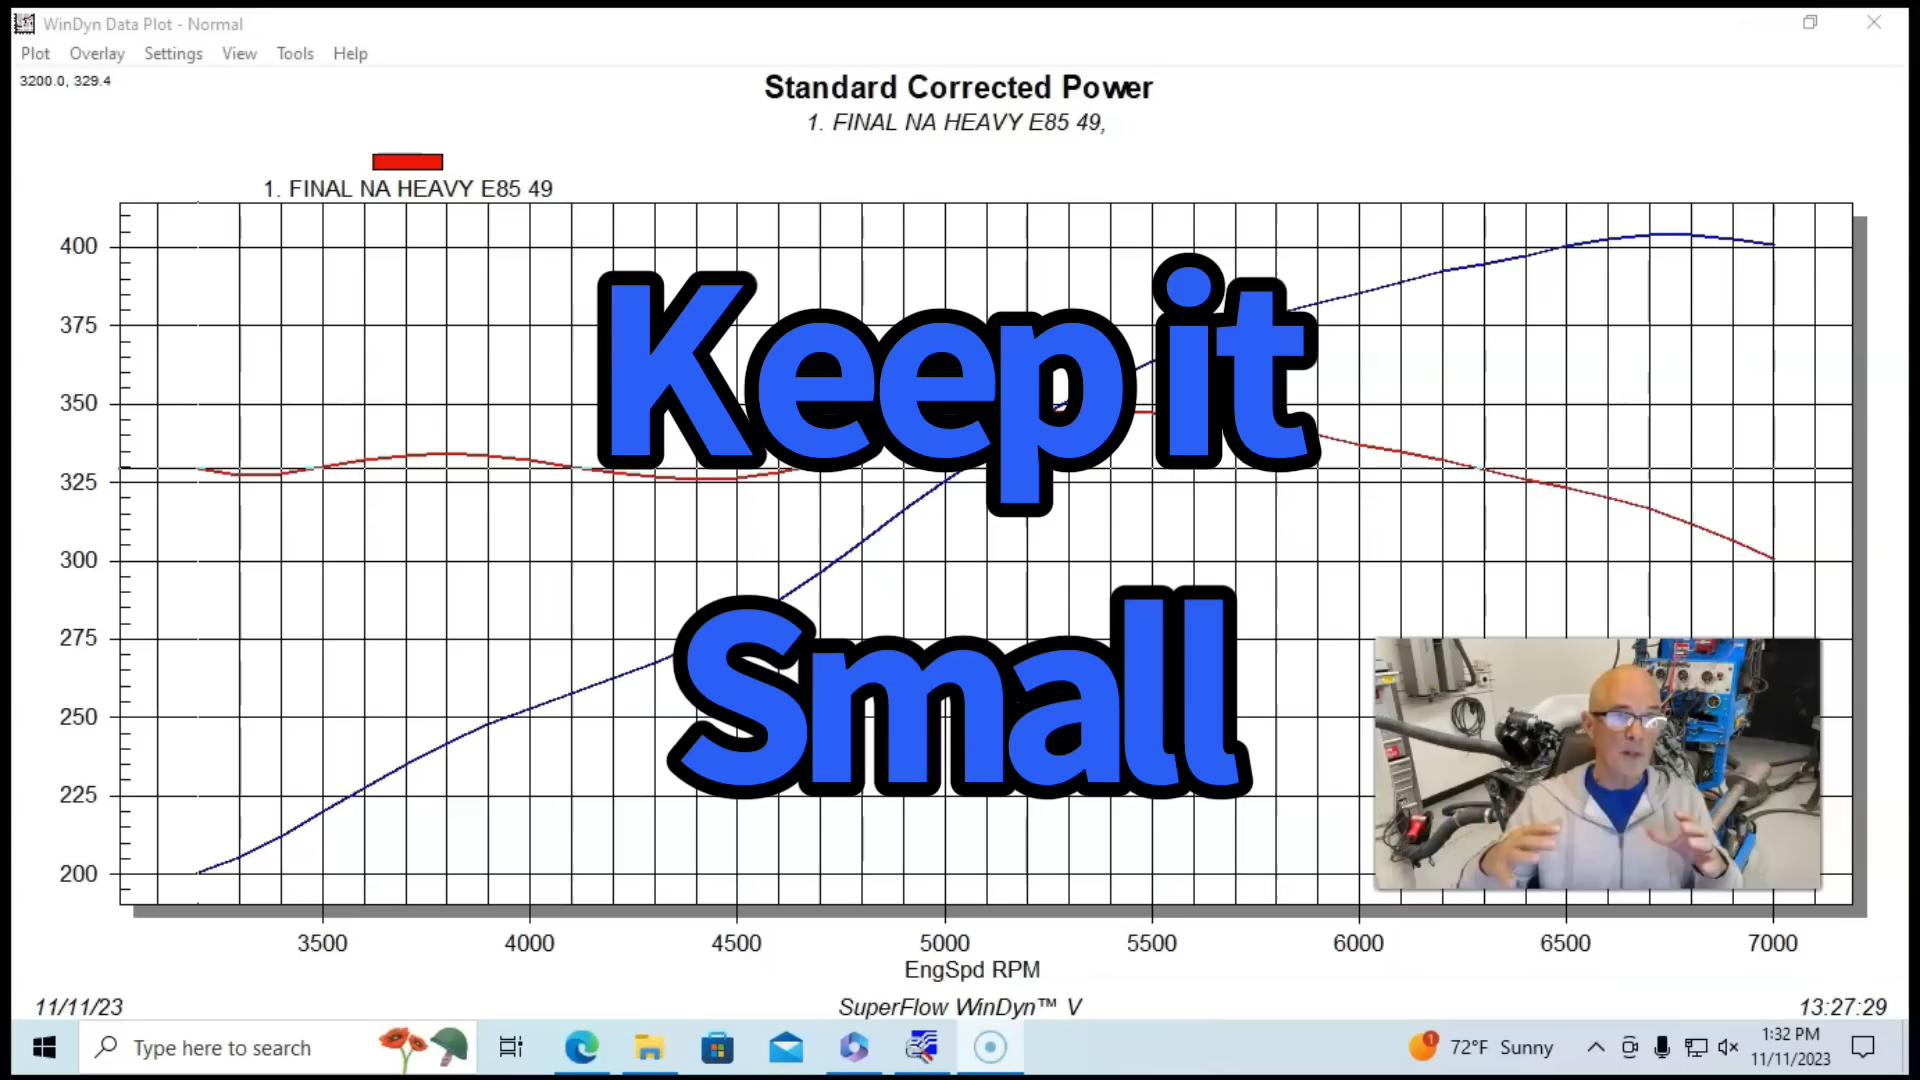 WinDyn Data Plot - Normal
Plot Overlay Settings View Tools Help
3200.0, 329.4
Standard Corrected Power
1. FINAL NA HEAVY E85 49,
1. FINAL NA HEAVY E85 49
400
375
350
325
300
275
250
225
200
Keep it
Small
3500 4000 4500 5000 5500 6000 6500 7000
EngSpd RPM
11/11/23 SuperFlow WinDyn™ V 13:27:29
Type here to search
1
72°F Sunny
1:32 PM
11/11/2023